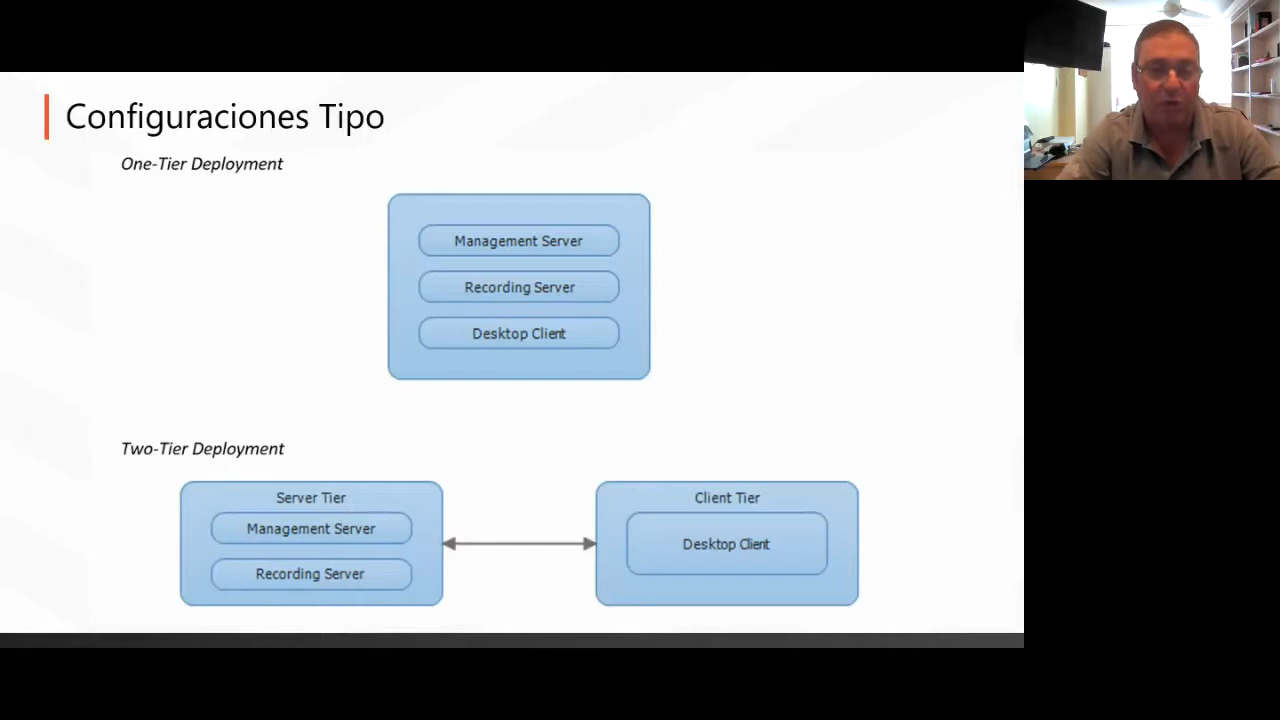 Configuraciones Tipo
One-Tier Deployment
Management Server
Recording Server
Desktop Client
Two-Tier Deployment
Server Tier
Management Server
Recording Server
Client Tier
Desktop Client